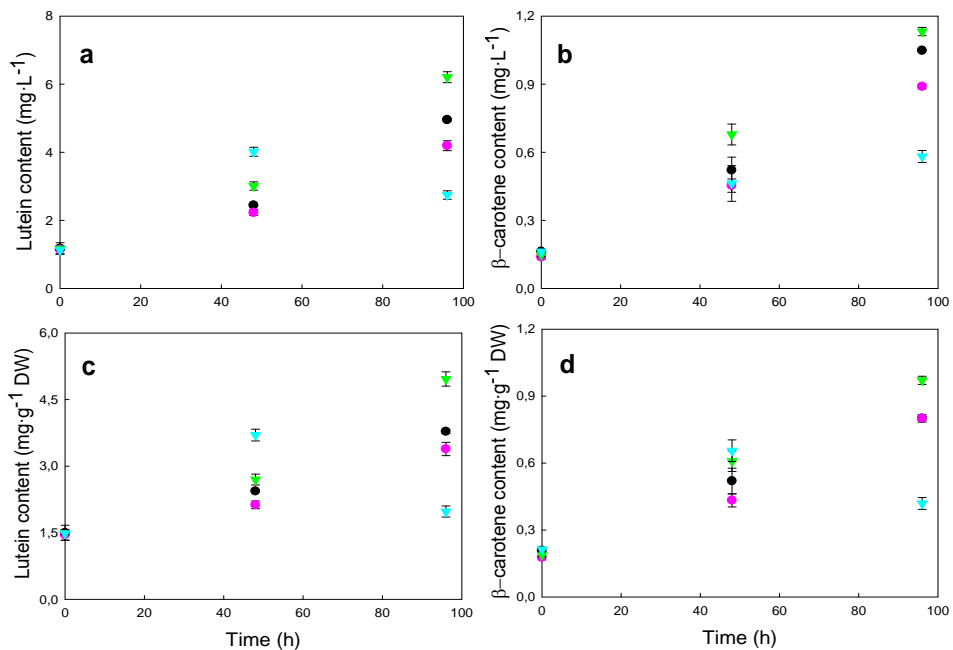 a
Lutein content (mg·L⁻¹)
8
6
4
2
0
0 20 40 60 80 100
b
β−carotene content (mg·L⁻¹)
1,2
0,9
0,6
0,3
0,0
0 20 40 60 80 100
c
Lutein content (mg·g⁻¹ DW)
6,0
4,5
3,0
1,5
0,0
0 20 40 60 80 100
Time (h)
d
β−carotene content (mg·g⁻¹ DW)
1,2
0,9
0,6
0,3
0,0
0 20 40 60 80 100
Time (h)